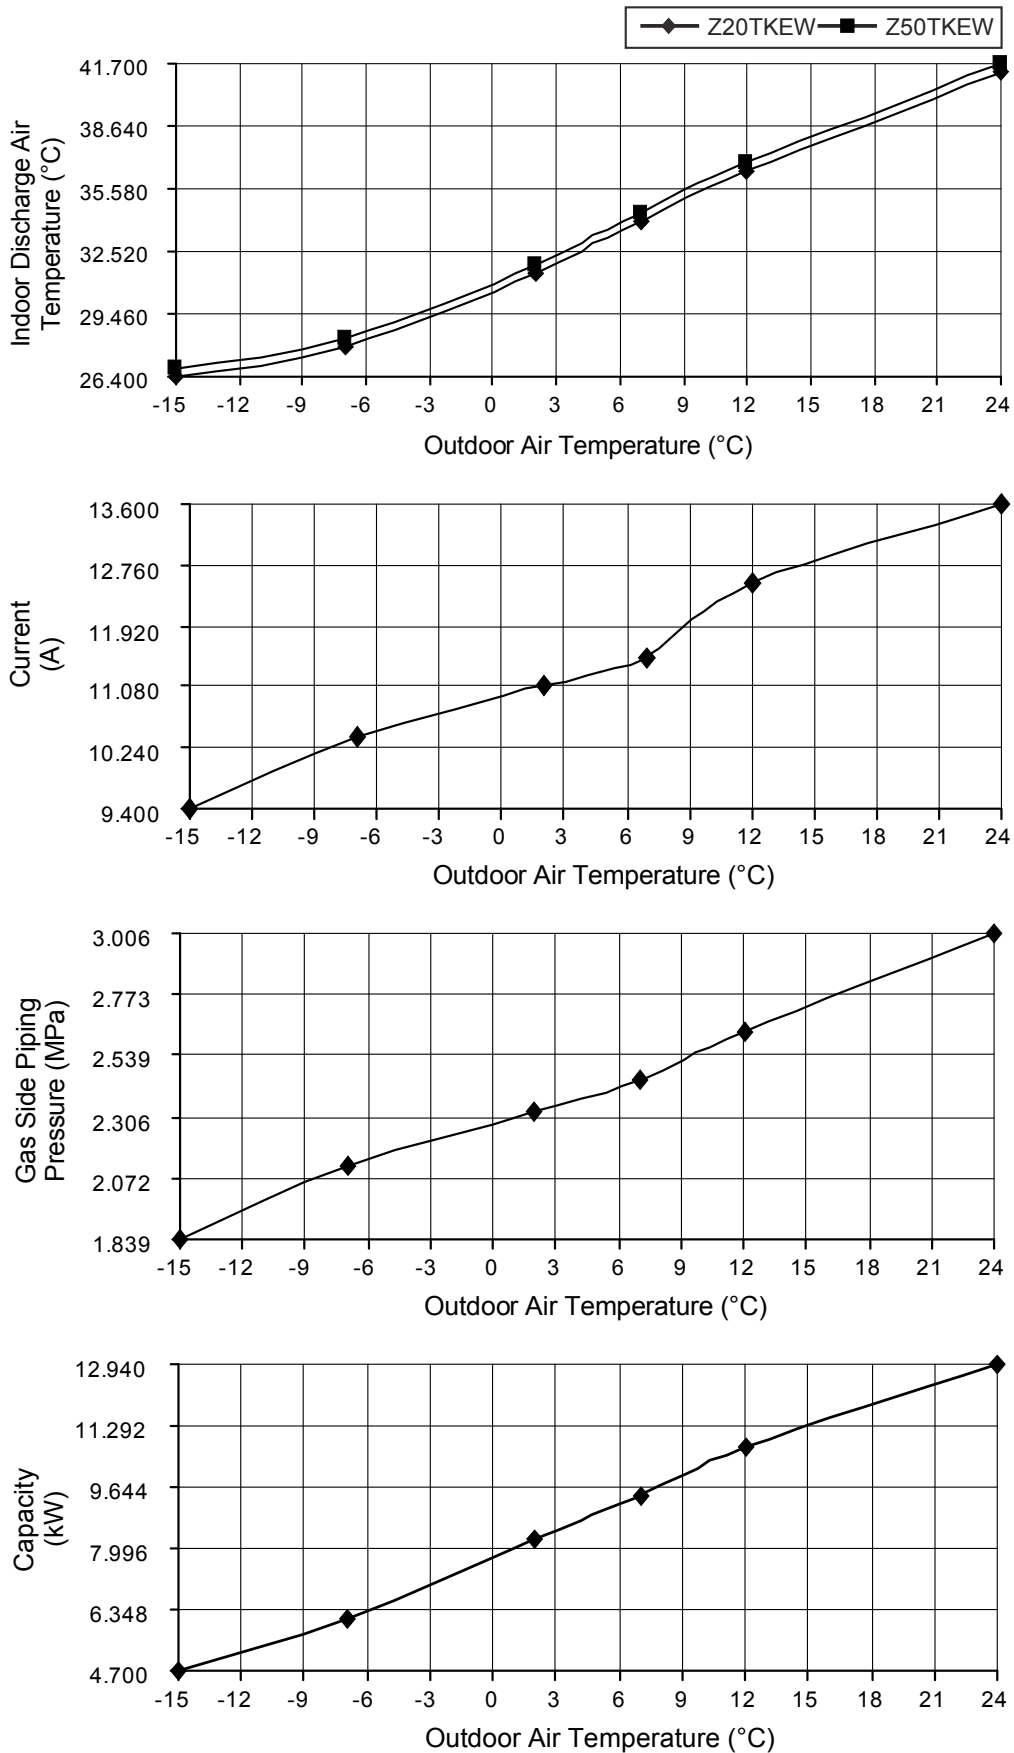 Z20TKEW Z50TKEW
41.700
38.640
35.580
32.520
29.460
26.400
Indoor Discharge Air
Temperature (°C)
-15 -12 -9 -6 -3 0 3 6 9 12 15 18 21 24
Outdoor Air Temperature (°C)
13.600
12.760
11.920
11.080
10.240
9.400
Current
(A)
-15 -12 -9 -6 -3 0 3 6 9 12 15 18 21 24
Outdoor Air Temperature (°C)
3.006
2.773
2.539
2.306
2.072
1.839
Gas Side Piping
Pressure (MPa)
-15 -12 -9 -6 -3 0 3 6 9 12 15 18 21 24
Outdoor Air Temperature (°C)
12.940
11.292
9.644
7.996
6.348
4.700
Capacity
(kW)
-15 -12 -9 -6 -3 0 3 6 9 12 15 18 21 24
Outdoor Air Temperature (°C)